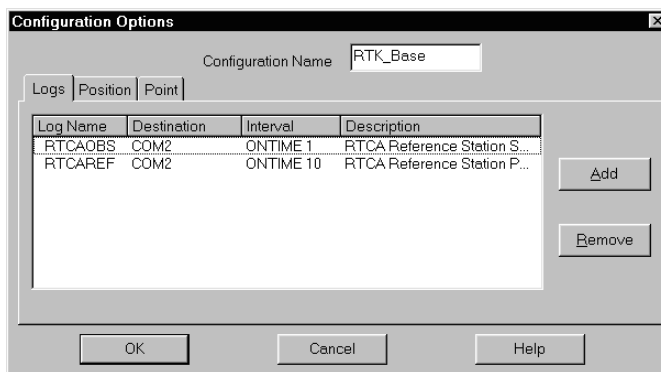 Configuration Options
Configuration Name RTK_Base
Logs Position Point
Log Name Destination Interval Description
RTCAOBS COM2 ONTIME 1 RTCA Reference Station S...
RTCAREF COM2 ONTIME 10 RTCA Reference Station P...
Add
Remove
OK Cancel Help